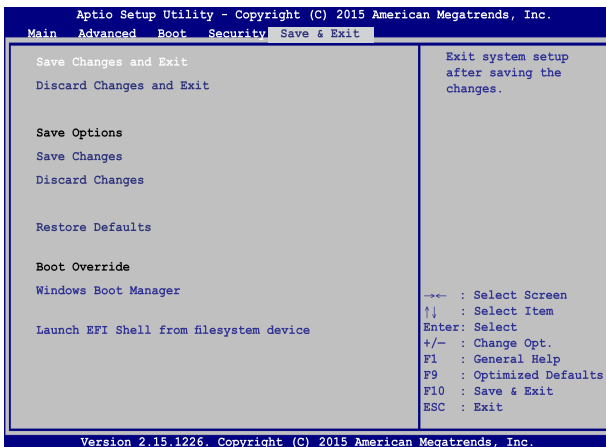 Aptio Setup Utility - Copyright (C) 2015 American Megatrends, Inc.
Main Advanced Boot Security Save & Exit
Save Changes and Exit
Discard Changes and Exit
Save Options
Save Changes
Discard Changes
Restore Defaults
Boot Override
Windows Boot Manager
Launch EFI Shell from filesystem device
Exit system setup
after saving the
changes.
→← : Select Screen
↑↓ : Select Item
Enter: Select
+/— : Change Opt.
F1 : General Help
F9 : Optimized Defaults
F10 : Save & Exit
ESC : Exit
Version 2.15.1226. Copyright (C) 2015 American Megatrends, Inc.